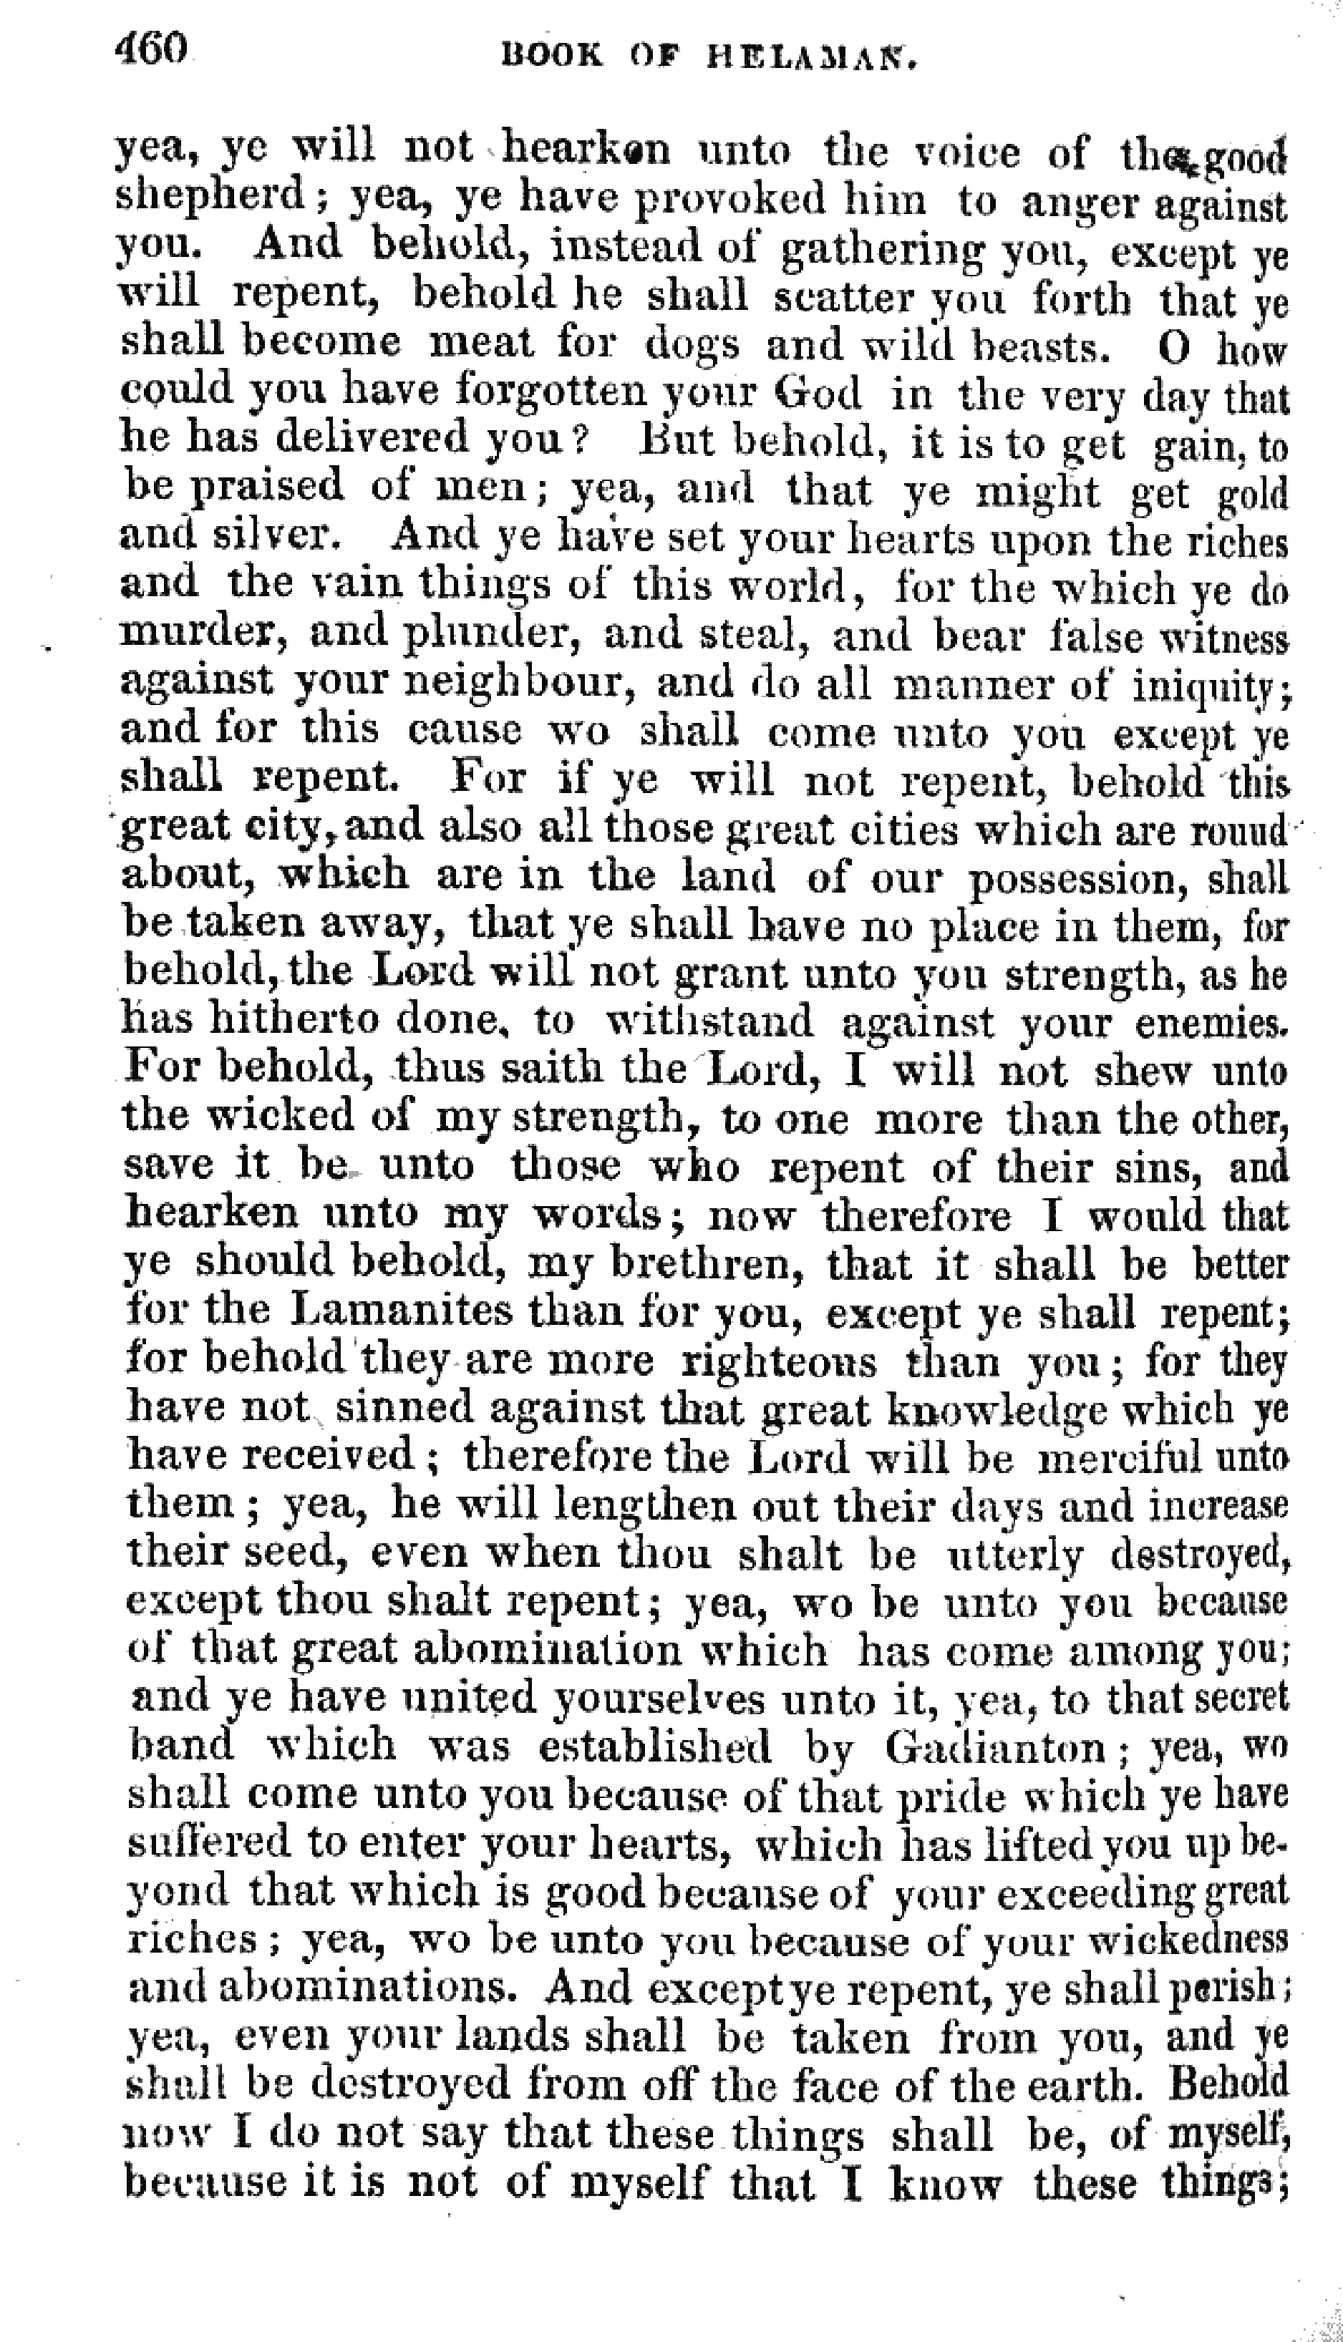 460 BOOK OF HELAMAN.
yea, ye will not hearken unto the voice of the good
shepherd; yea, ye have provoked him to anger against
you. And behold, instead of gathering you, except ye
will repent, behold he shall scatter you forth that ye
shall become meat for dogs and wild beasts. O how
could you have forgotten your God in the very day that
he has delivered you? But behold, it is to get gain, to
be praised of men; yea, and that ye might get gold
and silver. And ye have set your hearts upon the riches
and the vain things of this world, for the which ye do
murder, and plunder, and steal, and bear false witness
against your neighbour, and do all manner of iniquity;
and for this cause wo shall come unto you except ye
shall repent. For if ye will not repent, behold this
great city, and also all those great cities which are rouud
about, which are in the land of our possession, shall
be taken away, that ye shall have no place in them, for
behold, the Lord will not grant unto you strength, as he
has hitherto done, to withstand against your enemies.
For behold, thus saith the Lord, I will not shew unto
the wicked of my strength, to one more than the other,
save it be unto those who repent of their sins, and
hearken unto my words; now therefore I would that
ye should behold, my brethren, that it shall be better
for the Lamanites than for you, except ye shall repent;
for behold they are more righteous than you; for they
have not sinned against that great knowledge which ye
have received; therefore the Lord will be merciful unto
them; yea, he will lengthen out their days and increase
their seed, even when thou shalt be utterly destroyed,
except thou shalt repent; yea, wo be unto you because
of that great abomination which has come among you;
and ye have united yourselves unto it, yea, to that secret
band which was established by Gadianton; yea, wo
shall come unto you because of that pride which ye have
suffered to enter your hearts, which has lifted you up be-
yond that which is good because of your exceeding great
riches; yea, wo be unto you because of your wickedness
and abominations. And except ye repent, ye shall perish;
yea, even your lands shall be taken from you, and ye
shall be destroyed from off the face of the earth. Behold
now I do not say that these things shall be, of myself,
because it is not of myself that I know these things;